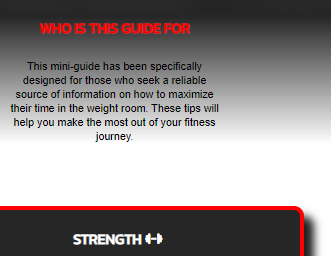 WHO IS THIS GUIDE FOR
This mini-guide has been specifically
designed for those who seek a reliable
source of information on how to maximize
their time in the weight room. These tips will
help you make the most out of your fitness
journey.
STRENGTH